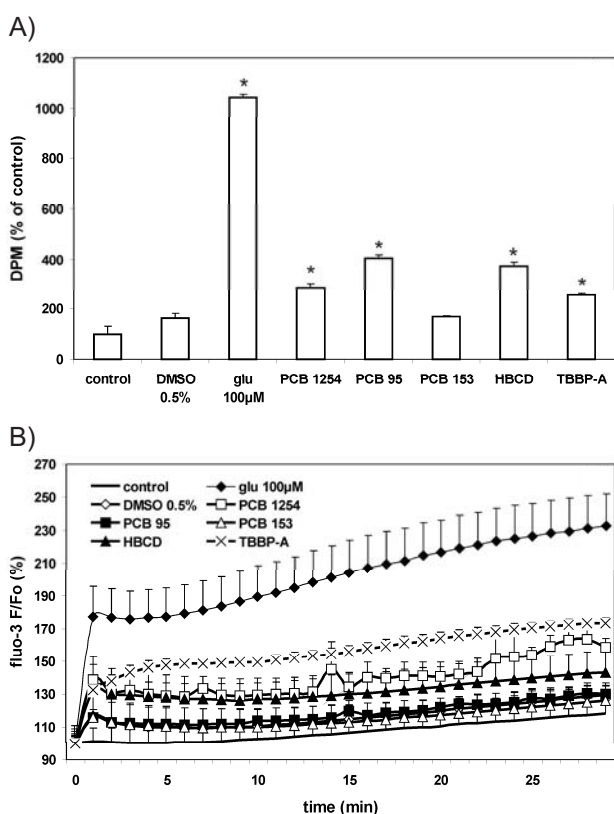 A)
1200
1000
800
600
400
200
0
DPM (% of control)
* * * * *
control DMSO 0.5% glu 100µM PCB 1254 PCB 95 PCB 153 HBCD TBBP-A
B)
270
250
230
210
190
170
150
130
110
90
fluo-3 F/Fo (%)
control glu 100µM
DMSO 0.5% PCB 1254
PCB 95 PCB 153
HBCD TBBP-A
0 5 10 15 20 25
time (min)